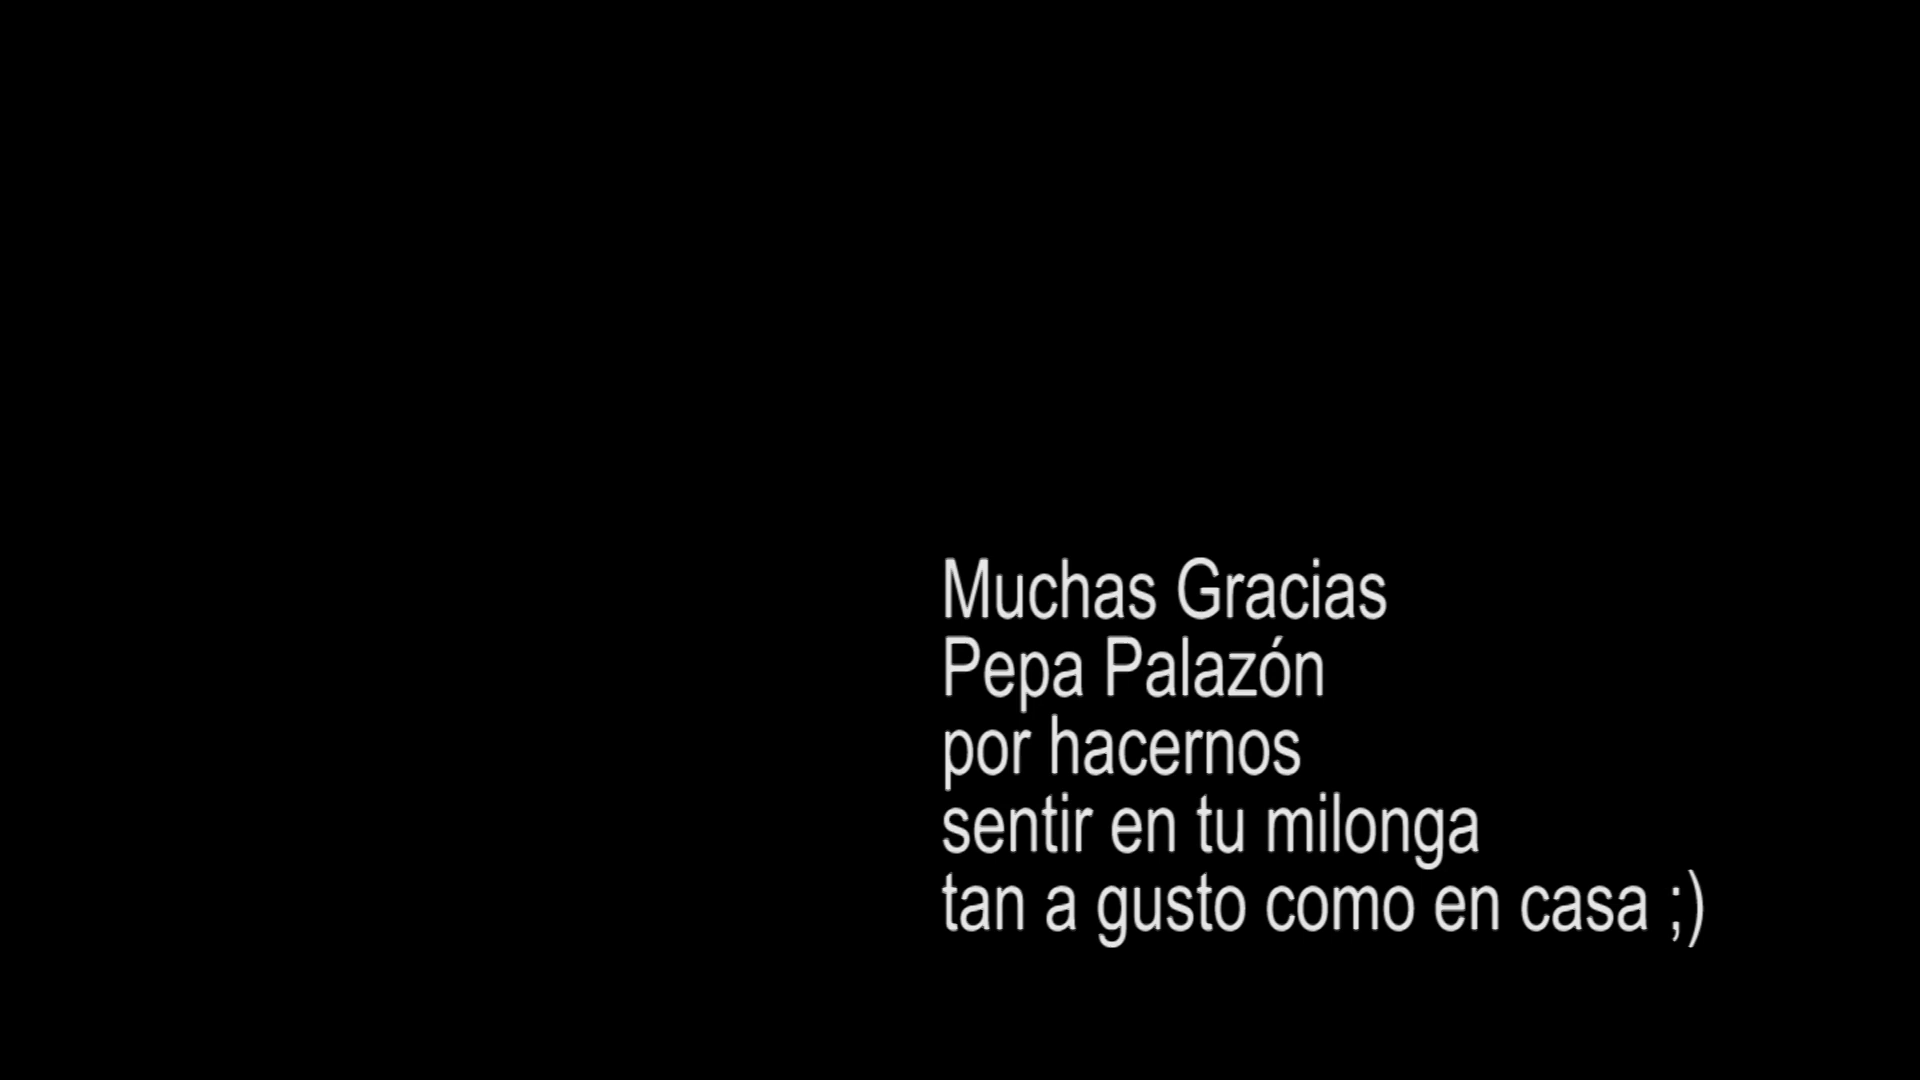 Muchas Gracias
Pepa Palazón
por hacernos
sentir en tu milonga
tan a gusto como en casa ;)